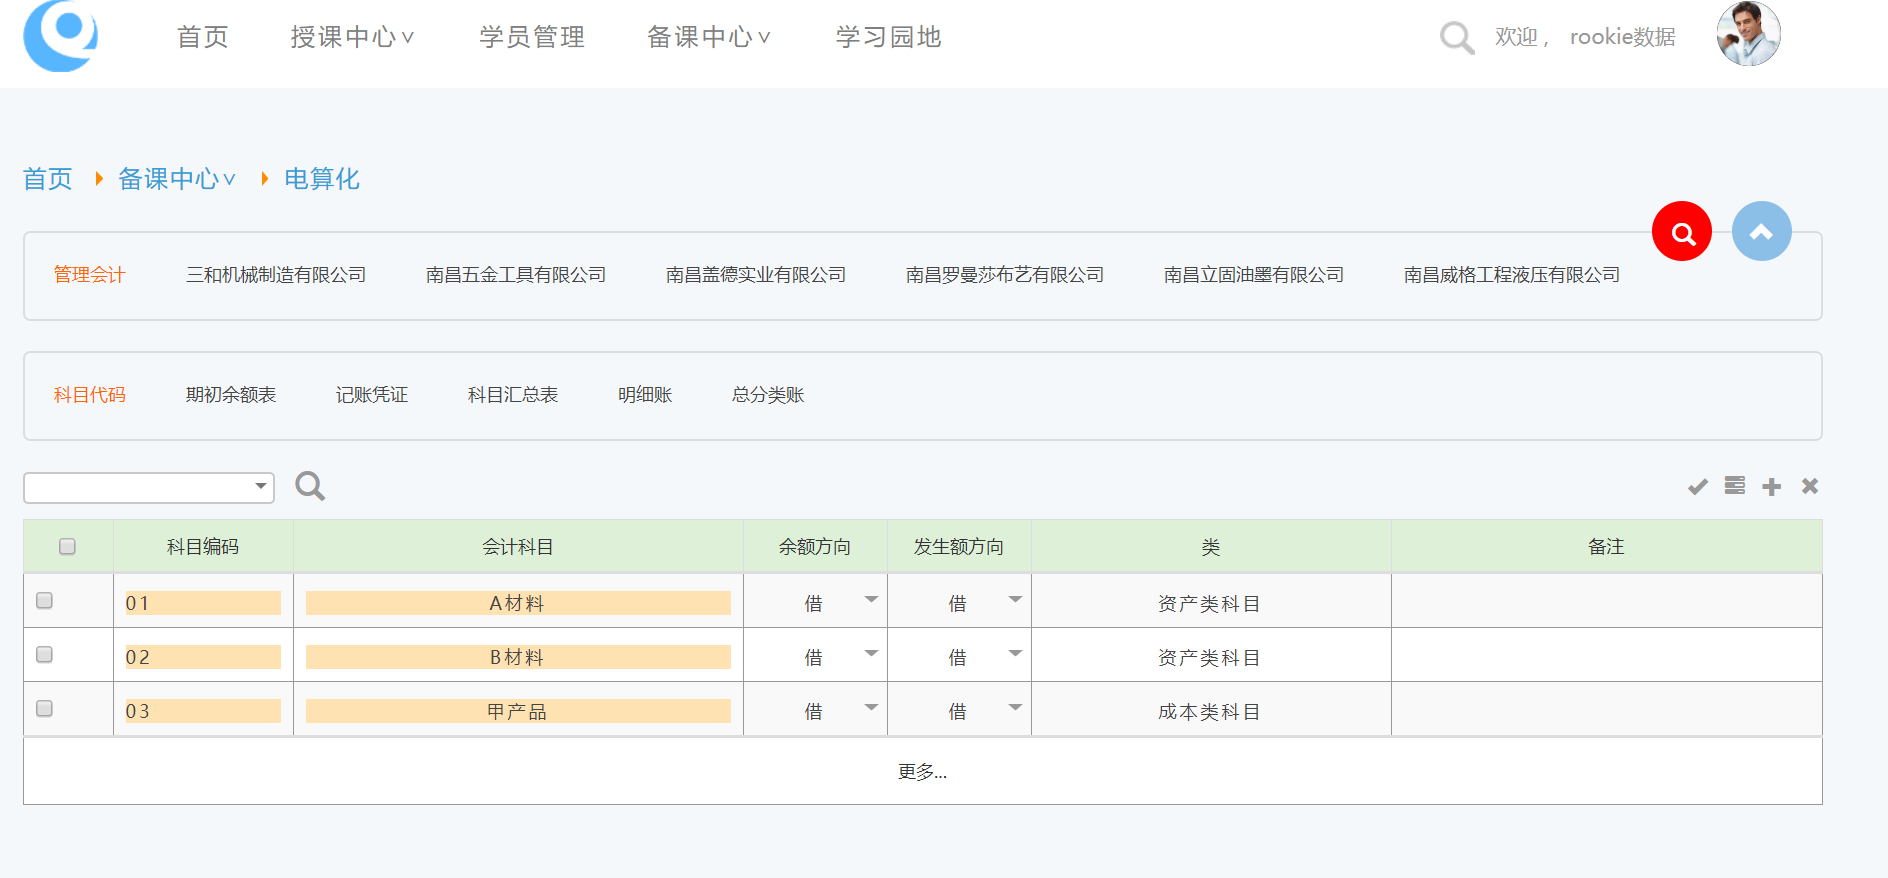 首页 授课中心∨ 学员管理 备课中心∨ 学习园地 欢迎， rookie数据
首页 备课中心∨ 电算化
管理会计 三和机械制造有限公司 南昌五金工具有限公司 南昌盖德实业有限公司 南昌罗曼莎布艺有限公司 南昌立固油墨有限公司 南昌威格工程液压有限公司
科目代码 期初余额表 记账凭证 科目汇总表 明细账 总分类账
科目编码 会计科目 余额方向 发生额方向 类 备注
01 A材料 借 借 资产类科目
02 B材料 借 借 资产类科目
03 甲产品 借 借 成本类科目
更多...